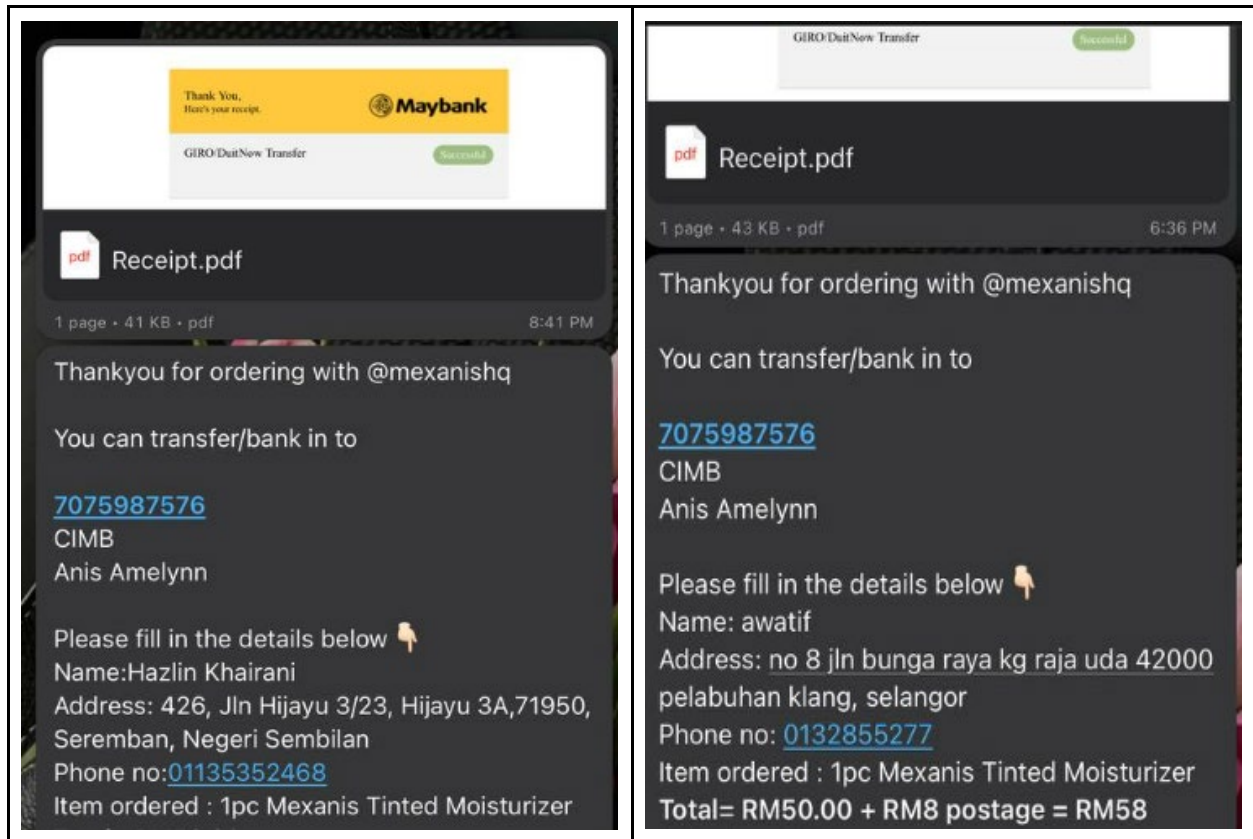 Thank You,
Here's your receipt.
Maybank
GIRO/DuitNow Transfer
Successful
pdf
Receipt.pdf
1 page • 41 KB • pdf
8:41 PM
Thankyou for ordering with @mexanishq
You can transfer/bank in to
7075987576
CIMB
Anis Amelynn
Please fill in the details below 👇🏻
Name:Hazlin Khairani
Address: 426, Jln Hijayu 3/23, Hijayu 3A,71950,
Seremban, Negeri Sembilan
Phone no:01135352468
Item ordered : 1pc Mexanis Tinted Moisturizer
GIRO/DuitNow Transfer
Successful
pdf
Receipt.pdf
1 page • 43 KB • pdf
6:36 PM
Thankyou for ordering with @mexanishq
You can transfer/bank in to
7075987576
CIMB
Anis Amelynn
Please fill in the details below 👇🏻
Name: awatif
Address: no 8 jln bunga raya kg raja uda 42000
pelabuhan klang, selangor
Phone no: 0132855277
Item ordered : 1pc Mexanis Tinted Moisturizer
Total= RM50.00 + RM8 postage = RM58